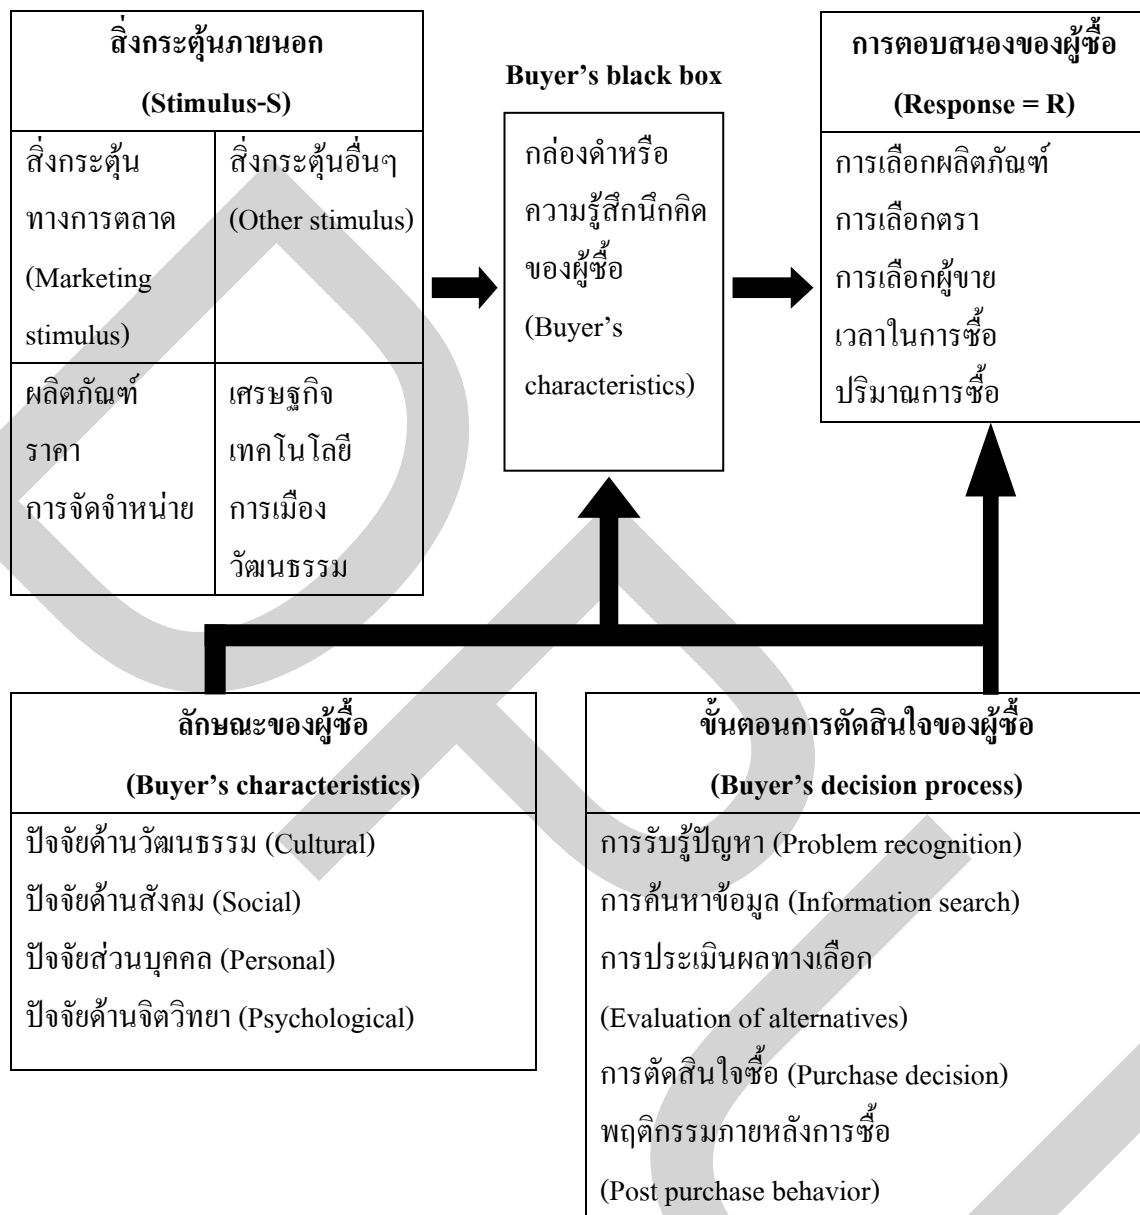 สิ่งกระตุ้นภายนอก
(Stimulus-S)
สิ่งกระตุ้น
ทางการตลาด
(Marketing
stimulus)
สิ่งกระตุ้นอื่นๆ
(Other stimulus)
ผลิตภัณฑ์
ราคา
การจัดจำหน่าย
เศรษฐกิจ
เทคโนโลยี
การเมือง
วัฒนธรรม
Buyer’s black box
กล่องดำหรือ
ความรู้สึกนึกคิด
ของผู้ซื้อ
(Buyer’s
characteristics)
การตอบสนองของผู้ซื้อ
(Response = R)
การเลือกผลิตภัณฑ์
การเลือกตรา
การเลือกผู้ขาย
เวลาในการซื้อ
ปริมาณการซื้อ
ลักษณะของผู้ซื้อ
(Buyer’s characteristics)
ปัจจัยด้านวัฒนธรรม (Cultural)
ปัจจัยด้านสังคม (Social)
ปัจจัยส่วนบุคคล (Personal)
ปัจจัยด้านจิตวิทยา (Psychological)
ขั้นตอนการตัดสินใจของผู้ซื้อ
(Buyer’s decision process)
การรับรู้ปัญหา (Problem recognition)
การค้นหาข้อมูล (Information search)
การประเมินผลทางเลือก
(Evaluation of alternatives)
การตัดสินใจซื้อ (Purchase decision)
พฤติกรรมภายหลังการซื้อ
(Post purchase behavior)